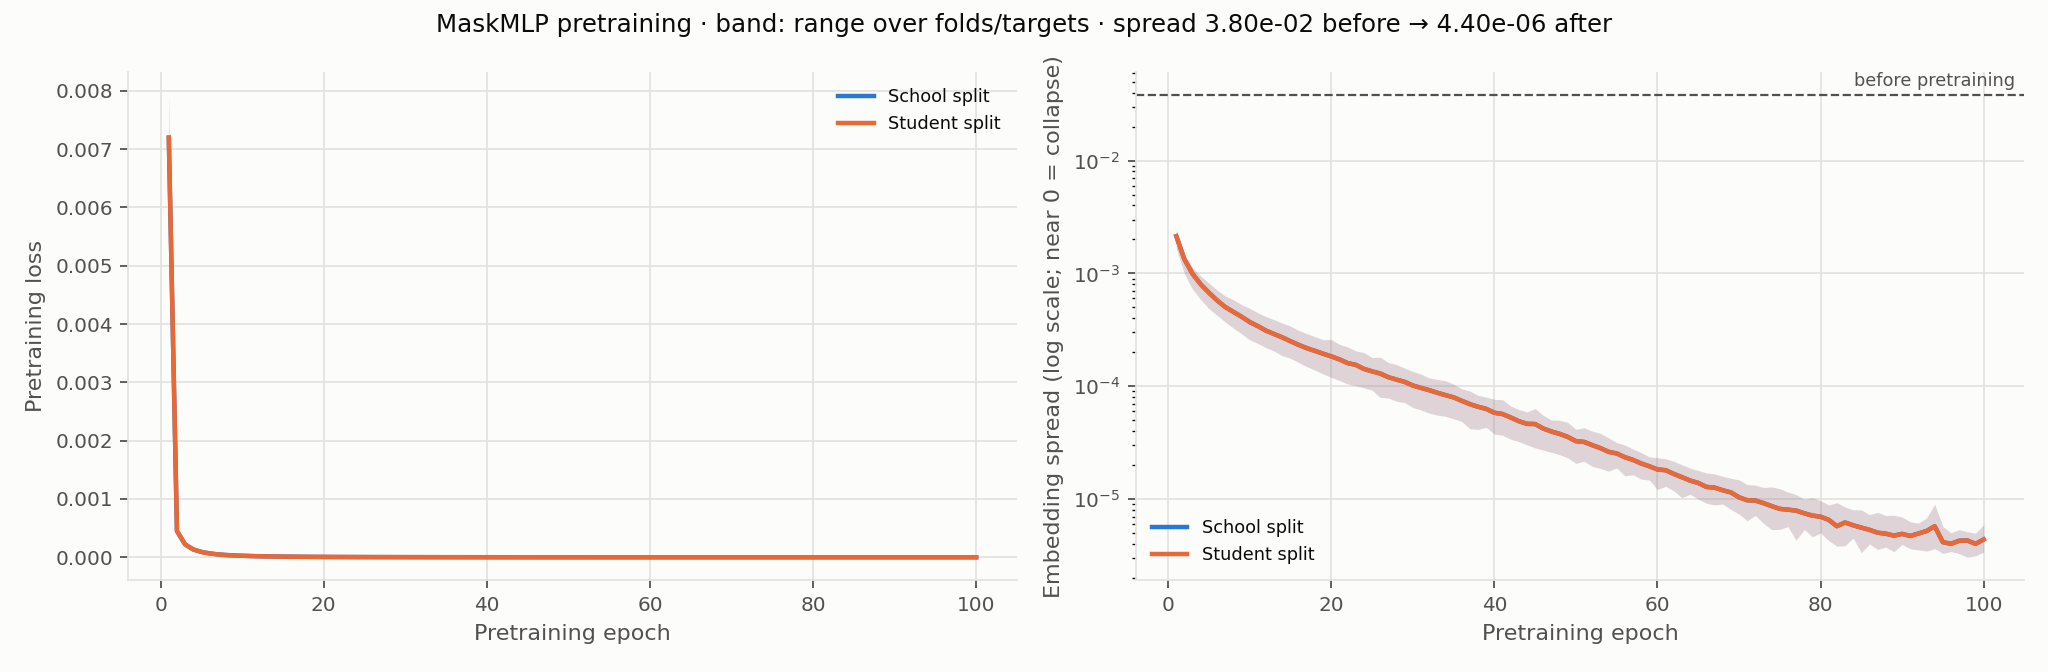 MaskMLP pretraining · band: range over folds/targets · spread 3.80e-02 before → 4.40e-06 after
Pretraining loss
0.008
0.007
0.006
0.005
0.004
0.003
0.002
0.001
0.000
School split
Student split
0 20 40 60 80 100
Pretraining epoch
Embedding spread (log scale; near 0 = collapse)
before pretraining
10⁻²
10⁻³
10⁻⁴
10⁻⁵
School split
Student split
0 20 40 60 80 100
Pretraining epoch